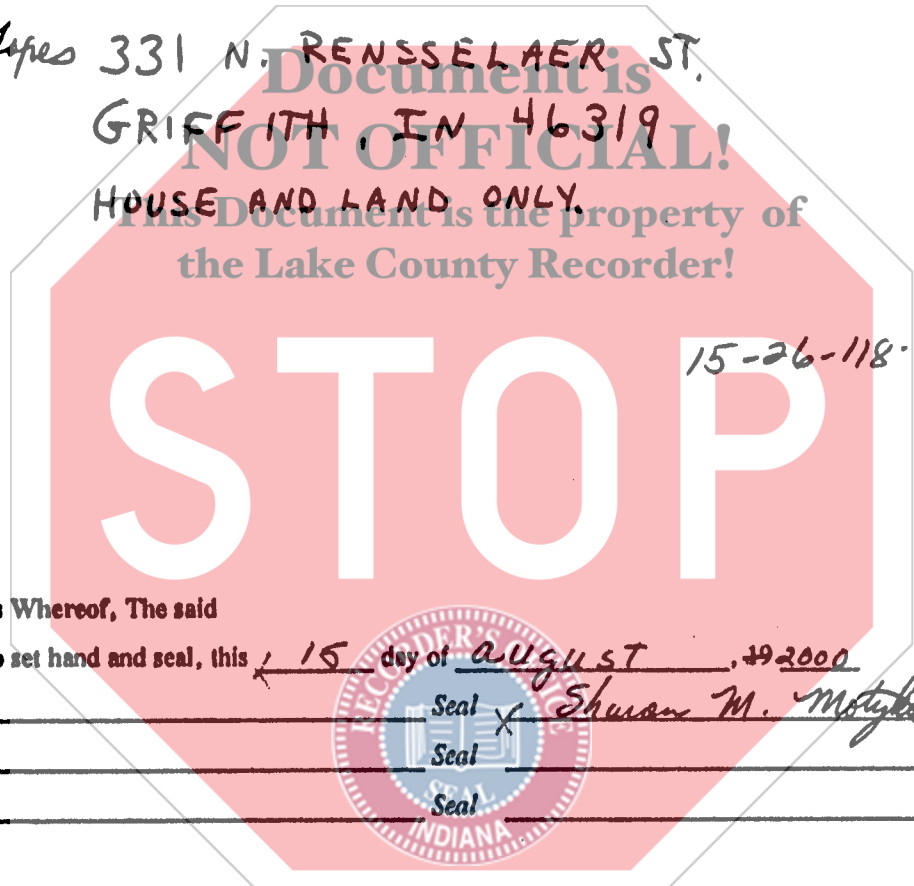 331 N. RENSSELAER ST.
Document is
GRIFFITH, IN 46319
NOT OFFICIAL!
HOUSE AND LAND ONLY.
This Document is the property of
the Lake County Recorder!
15-26-118-
STOP
Whereof, The said
set hand and seal, this 15 day of august, 19 2000
Seal X Sharon M. Motyka
Seal
Seal
RECORDER'S OFFICE
SEAL
INDIANA